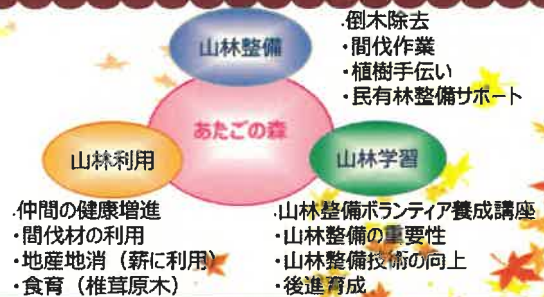 山林整備
・倒木除去
・間伐作業
・植樹手伝い
・民有林整備サポート
あたごの森
山林利用
山林学習
・仲間の健康増進
・間伐材の利用
・地産地消（薪に利用）
・食育（椎茸原木）
・山林整備ボランティア養成講座
・山林整備の重要性
・山林整備技術の向上
・後進育成